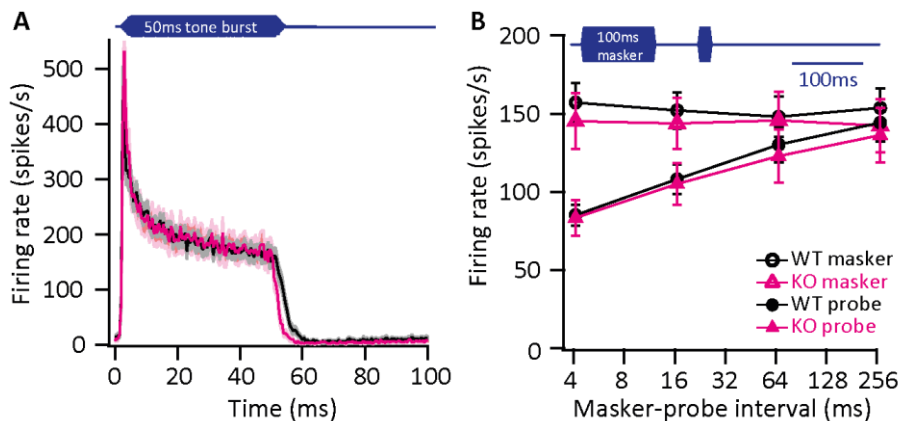 A
50ms tone burst
500
400
300
200
100
0
Firing rate (spikes/s)
0 20 40 60 80 100
Time (ms)
B
100ms
masker
100ms
200
150
100
50
0
Firing rate (spikes/s)
WT masker
KO masker
WT probe
KO probe
4 8 16 32 64 128 256
Masker-probe interval (ms)